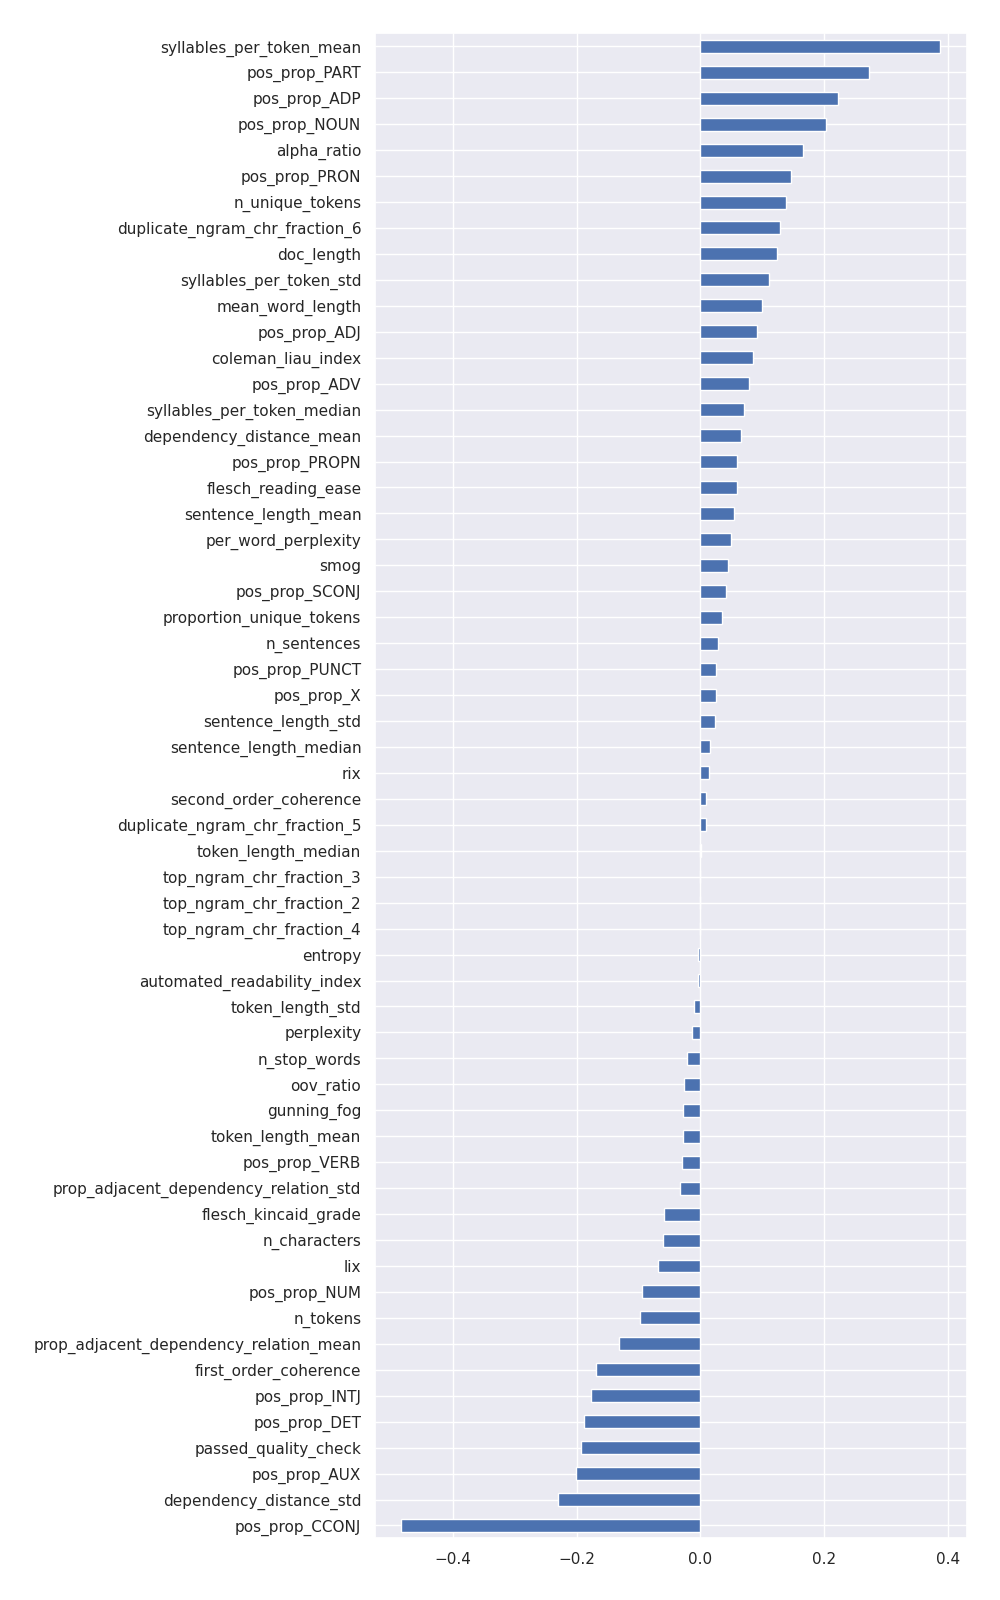 syllables_per_token_mean
pos_prop_PART
pos_prop_ADP
pos_prop_NOUN
alpha_ratio
pos_prop_PRON
n_unique_tokens
duplicate_ngram_chr_fraction_6
doc_length
syllables_per_token_std
mean_word_length
pos_prop_ADJ
coleman_liau_index
pos_prop_ADV
syllables_per_token_median
dependency_distance_mean
pos_prop_PROPN
flesch_reading_ease
sentence_length_mean
per_word_perplexity
smog
pos_prop_SCONJ
proportion_unique_tokens
n_sentences
pos_prop_PUNCT
pos_prop_X
sentence_length_std
sentence_length_median
rix
second_order_coherence
duplicate_ngram_chr_fraction_5
token_length_median
top_ngram_chr_fraction_3
top_ngram_chr_fraction_2
top_ngram_chr_fraction_4
entropy
automated_readability_index
token_length_std
perplexity
n_stop_words
oov_ratio
gunning_fog
token_length_mean
pos_prop_VERB
prop_adjacent_dependency_relation_std
flesch_kincaid_grade
n_characters
lix
pos_prop_NUM
n_tokens
prop_adjacent_dependency_relation_mean
first_order_coherence
pos_prop_INTJ
pos_prop_DET
passed_quality_check
pos_prop_AUX
dependency_distance_std
pos_prop_CCONJ
−0.4 −0.2 0.0 0.2 0.4